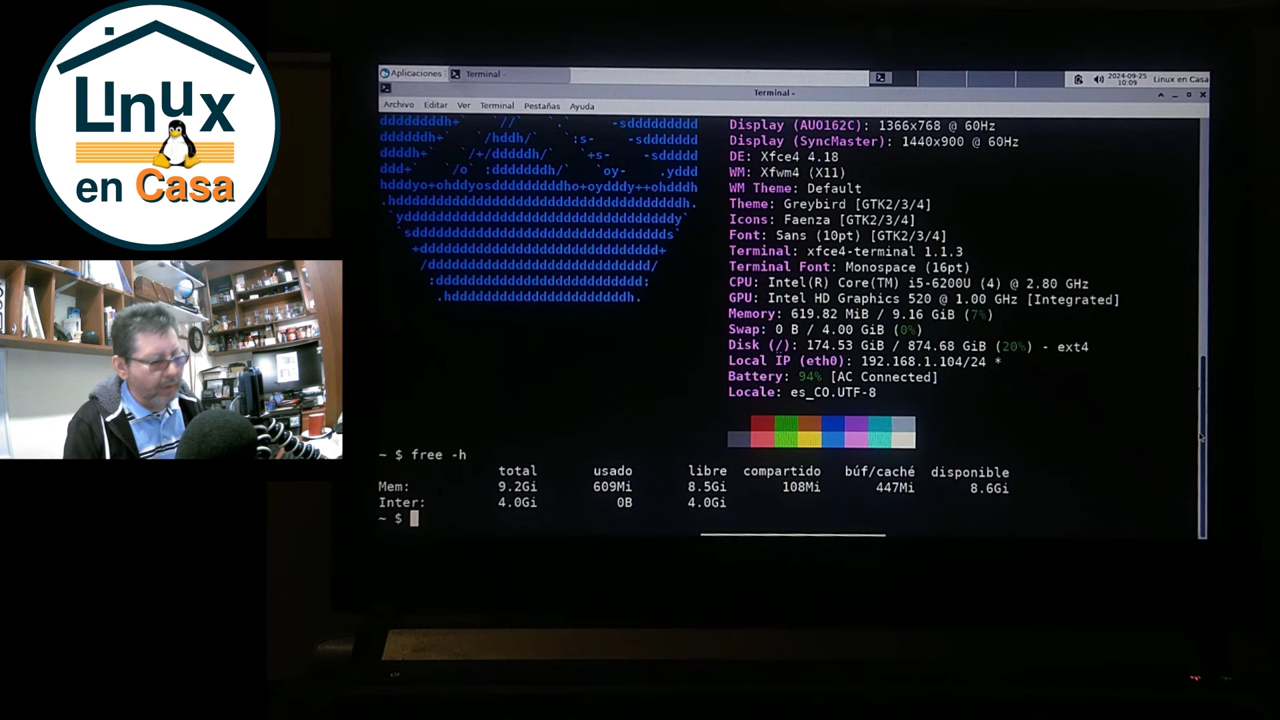 Linux
en Casa
Aplicaciones
Terminal -
2024-09-25
10:09
Linux en Casa
Terminal -
Archivo Editar Ver Terminal Pestañas Ayuda
Display (AUO162C): 1366x768 @ 60Hz
Display (SyncMaster): 1440x900 @ 60Hz
DE: Xfce4 4.18
WM: Xfwm4 (X11)
WM Theme: Default
Theme: Greybird [GTK2/3/4]
Icons: Faenza [GTK2/3/4]
Font: Sans (10pt) [GTK2/3/4]
Terminal: xfce4-terminal 1.1.3
Terminal Font: Monospace (16pt)
CPU: Intel(R) Core(TM) i5-6200U (4) @ 2.80 GHz
GPU: Intel HD Graphics 520 @ 1.00 GHz [Integrated]
Memory: 619.82 MiB / 9.16 GiB (7%)
Swap: 0 B / 4.00 GiB (0%)
Disk (/): 174.53 GiB / 874.68 GiB (20%) - ext4
Local IP (eth0): 192.168.1.104/24 *
Battery: 94% [AC Connected]
Locale: es_CO.UTF-8
~ $ free -h
total usado libre compartido búf/caché disponible
Mem: 9.2Gi 609Mi 8.5Gi 108Mi 447Mi 8.6Gi
Inter: 4.0Gi 0B 4.0Gi
~ $